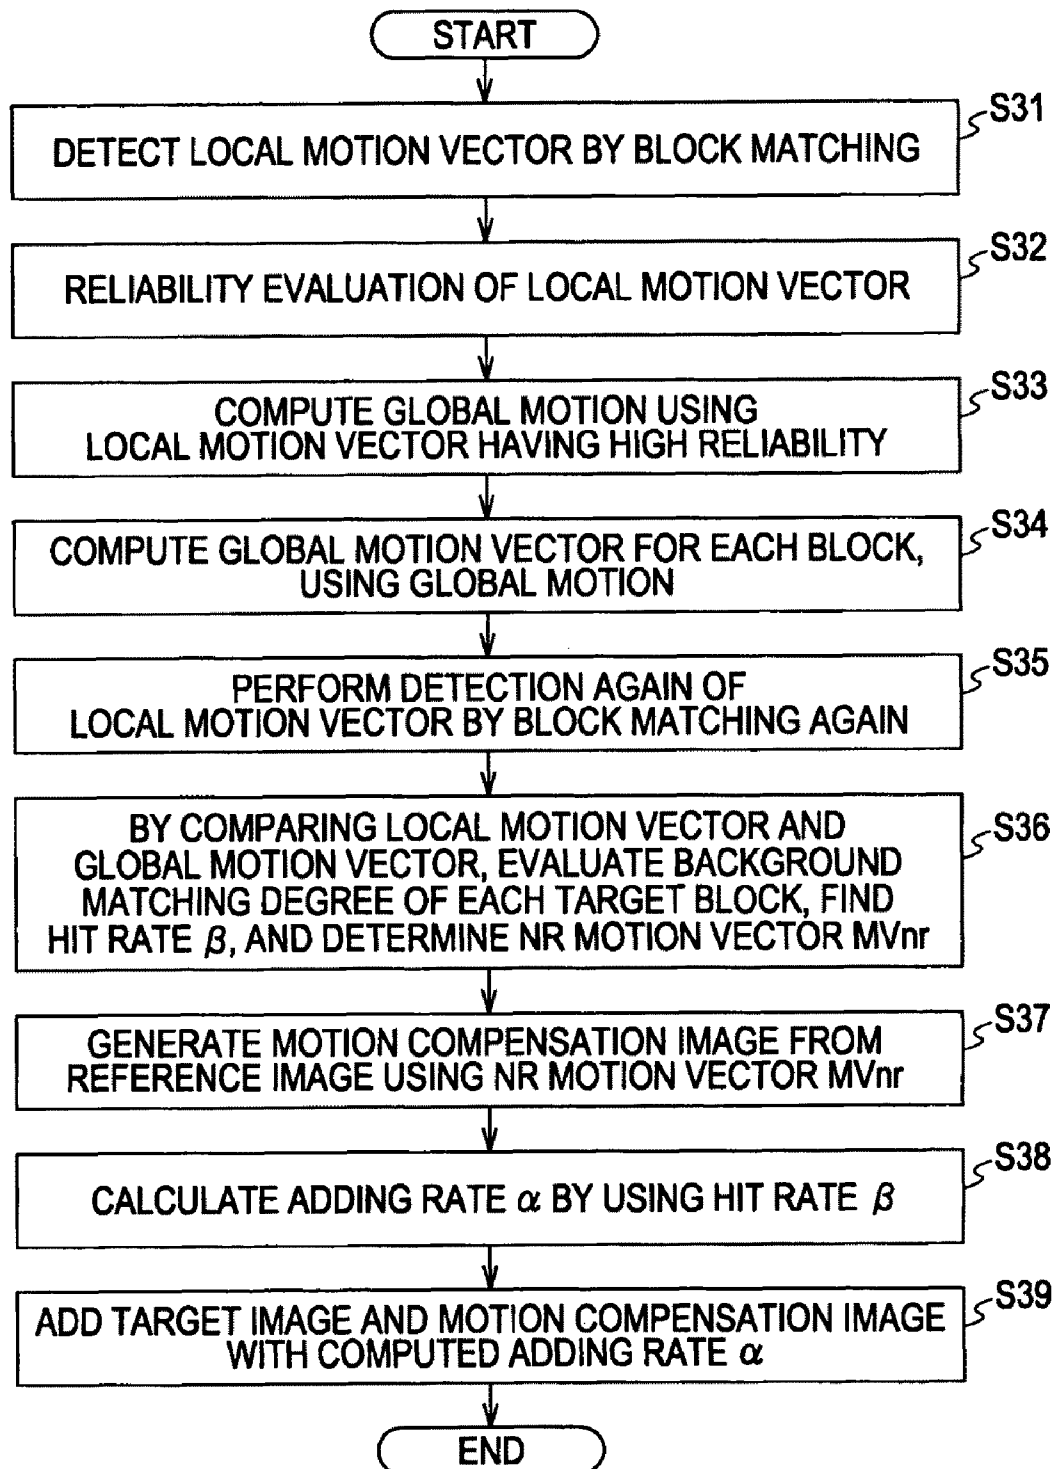 START
S31
DETECT LOCAL MOTION VECTOR BY BLOCK MATCHING
S32
RELIABILITY EVALUATION OF LOCAL MOTION VECTOR
S33
COMPUTE GLOBAL MOTION USING
LOCAL MOTION VECTOR HAVING HIGH RELIABILITY
S34
COMPUTE GLOBAL MOTION VECTOR FOR EACH BLOCK,
USING GLOBAL MOTION
S35
PERFORM DETECTION AGAIN OF
LOCAL MOTION VECTOR BY BLOCK MATCHING AGAIN
S36
BY COMPARING LOCAL MOTION VECTOR AND
GLOBAL MOTION VECTOR, EVALUATE BACKGROUND
MATCHING DEGREE OF EACH TARGET BLOCK, FIND
HIT RATE β, AND DETERMINE NR MOTION VECTOR MVnr
S37
GENERATE MOTION COMPENSATION IMAGE FROM
REFERENCE IMAGE USING NR MOTION VECTOR MVnr
S38
CALCULATE ADDING RATE α BY USING HIT RATE β
S39
ADD TARGET IMAGE AND MOTION COMPENSATION IMAGE
WITH COMPUTED ADDING RATE α
END